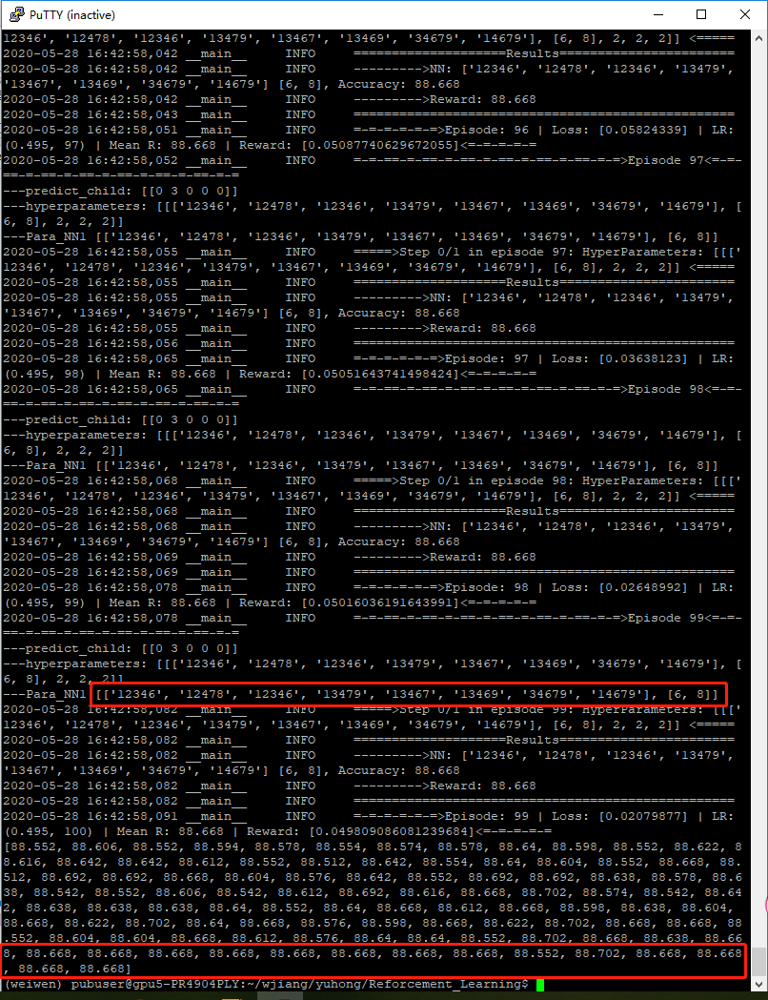 PuTTY (inactive)
12346', '12478', '12346', '13479', '13467', '13469', '34679', '14679'], [6, 8], 2, 2, 2]] <=====
2020-05-28 16:42:58,042 __main__     INFO     ====================Results=======================
2020-05-28 16:42:58,042 __main__     INFO     --------->NN: ['12346', '12478', '12346', '13479',
'13467', '13469', '34679', '14679'] [6, 8], Accuracy: 88.668
2020-05-28 16:42:58,042 __main__     INFO     --------->Reward: 88.668
2020-05-28 16:42:58,043 __main__     INFO     ==================================================
2020-05-28 16:42:58,051 __main__     INFO     =-=-=-=-=-=>Episode: 96 | Loss: [0.05824339] | LR:
(0.495, 97) | Mean R: 88.668 | Reward: [0.05087740629672055]<=-=-=-=-=
2020-05-28 16:42:58,052 __main__     INFO     =-=-=-=-=-=-=-=-=-=-=-=-=-=-=-=-=-=>Episode 97<=-=-
=-=-=-=-=-=-=-=-=-=-=-=-=-=-=
---predict_child: [[0 3 0 0 0]]
---hyperparameters: [[['12346', '12478', '12346', '13479', '13467', '13469', '34679', '14679'], [
6, 8], 2, 2, 2]]
---Para_NN1 [['12346', '12478', '12346', '13479', '13467', '13469', '34679', '14679'], [6, 8]]
2020-05-28 16:42:58,055 __main__     INFO     =====>Step 0/1 in episode 97: HyperParameters: [[['
12346', '12478', '12346', '13479', '13467', '13469', '34679', '14679'], [6, 8], 2, 2, 2]] <=====
2020-05-28 16:42:58,055 __main__     INFO     ====================Results=======================
2020-05-28 16:42:58,055 __main__     INFO     --------->NN: ['12346', '12478', '12346', '13479',
'13467', '13469', '34679', '14679'] [6, 8], Accuracy: 88.668
2020-05-28 16:42:58,055 __main__     INFO     --------->Reward: 88.668
2020-05-28 16:42:58,056 __main__     INFO     ==================================================
2020-05-28 16:42:58,065 __main__     INFO     =-=-=-=-=-=>Episode: 97 | Loss: [0.03638123] | LR:
(0.495, 98) | Mean R: 88.668 | Reward: [0.05051643741498424]<=-=-=-=-=
2020-05-28 16:42:58,065 __main__     INFO     =-=-=-=-=-=-=-=-=-=-=-=-=-=-=-=-=-=>Episode 98<=-=-
=-=-=-=-=-=-=-=-=-=-=-=-=-=-=
---predict_child: [[0 3 0 0 0]]
---hyperparameters: [[['12346', '12478', '12346', '13479', '13467', '13469', '34679', '14679'], [
6, 8], 2, 2, 2]]
---Para_NN1 [['12346', '12478', '12346', '13479', '13467', '13469', '34679', '14679'], [6, 8]]
2020-05-28 16:42:58,068 __main__     INFO     =====>Step 0/1 in episode 98: HyperParameters: [[['
12346', '12478', '12346', '13479', '13467', '13469', '34679', '14679'], [6, 8], 2, 2, 2]] <=====
2020-05-28 16:42:58,068 __main__     INFO     ====================Results=======================
2020-05-28 16:42:58,068 __main__     INFO     --------->NN: ['12346', '12478', '12346', '13479',
'13467', '13469', '34679', '14679'] [6, 8], Accuracy: 88.668
2020-05-28 16:42:58,069 __main__     INFO     --------->Reward: 88.668
2020-05-28 16:42:58,069 __main__     INFO     ==================================================
2020-05-28 16:42:58,078 __main__     INFO     =-=-=-=-=-=>Episode: 98 | Loss: [0.02648992] | LR:
(0.495, 99) | Mean R: 88.668 | Reward: [0.05016036191643991]<=-=-=-=-=
2020-05-28 16:42:58,078 __main__     INFO     =-=-=-=-=-=-=-=-=-=-=-=-=-=-=-=-=-=>Episode 99<=-=-
=-=-=-=-=-=-=-=-=-=-=-=-=-=-=
---predict_child: [[0 3 0 0 0]]
---hyperparameters: [[['12346', '12478', '12346', '13479', '13467', '13469', '34679', '14679'], [
6, 8], 2, 2, 2]]
---Para_NN1 [['12346', '12478', '12346', '13479', '13467', '13469', '34679', '14679'], [6, 8]]
2020-05-28 16:42:58,082 __main__     INFO     =====>Step 0/1 in episode 99: HyperParameters: [[['
12346', '12478', '12346', '13479', '13467', '13469', '34679', '14679'], [6, 8], 2, 2, 2]] <=====
2020-05-28 16:42:58,082 __main__     INFO     ====================Results=======================
2020-05-28 16:42:58,082 __main__     INFO     --------->NN: ['12346', '12478', '12346', '13479',
'13467', '13469', '34679', '14679'] [6, 8], Accuracy: 88.668
2020-05-28 16:42:58,082 __main__     INFO     --------->Reward: 88.668
2020-05-28 16:42:58,082 __main__     INFO     ==================================================
2020-05-28 16:42:58,091 __main__     INFO     =-=-=-=-=-=>Episode: 99 | Loss: [0.02079877] | LR:
(0.495, 100) | Mean R: 88.668 | Reward: [0.049809086081239684]<=-=-=-=-=
[88.552, 88.606, 88.552, 88.594, 88.578, 88.554, 88.574, 88.578, 88.64, 88.598, 88.552, 88.622, 8
8.616, 88.642, 88.642, 88.612, 88.552, 88.512, 88.642, 88.554, 88.64, 88.604, 88.552, 88.668, 88.
512, 88.692, 88.692, 88.668, 88.604, 88.576, 88.642, 88.552, 88.692, 88.692, 88.638, 88.578, 88.6
38, 88.542, 88.552, 88.606, 88.542, 88.612, 88.692, 88.616, 88.668, 88.702, 88.574, 88.542, 88.64
2, 88.638, 88.638, 88.638, 88.64, 88.552, 88.64, 88.668, 88.612, 88.668, 88.598, 88.638, 88.604,
88.668, 88.622, 88.702, 88.64, 88.668, 88.576, 88.598, 88.668, 88.622, 88.702, 88.668, 88.668, 88
.552, 88.604, 88.604, 88.668, 88.612, 88.576, 88.64, 88.64, 88.552, 88.702, 88.668, 88.638, 88.66
8, 88.668, 88.668, 88.668, 88.668, 88.668, 88.668, 88.668, 88.668, 88.552, 88.702, 88.668, 88.668
, 88.668, 88.668]
(weiwen) pubuser@gpu5-PR4904PLY:~/wjiang/yuhong/Reforcement_Learning$